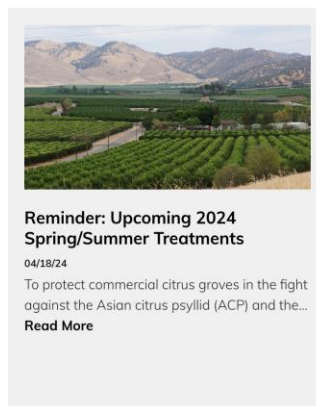 Reminder: Upcoming 2024
Spring/Summer Treatments
04/18/24
To protect commercial citrus groves in the fight
against the Asian citrus psyllid (ACP) and the...
Read More